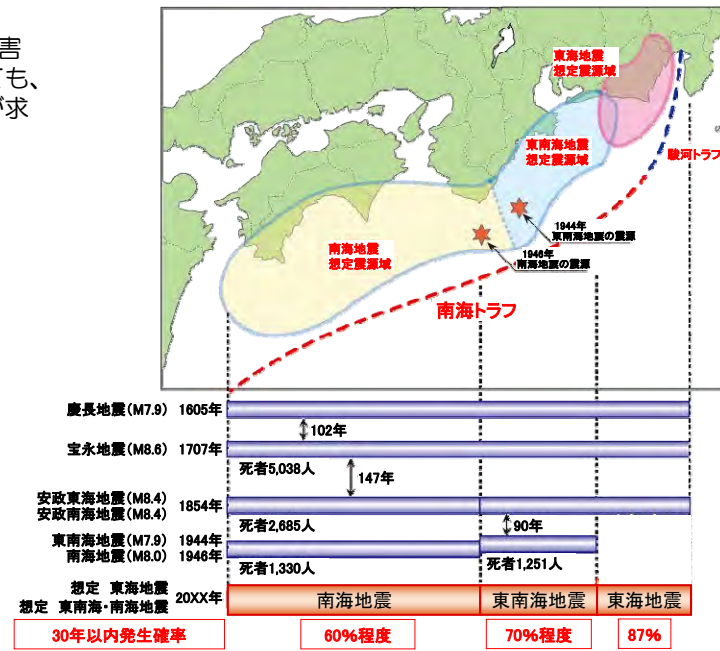 害
ても、
が求
東海地震
想定震源域
東南海地震
想定震源域
駿河トラフ
1944年
東南海地震の震源
南海地震
想定震源域
1946年
南海地震の震源
南海トラフ
慶長地震(M7.9) 1605年
102年
宝永地震(M8.6) 1707年
死者5,038人
147年
安政東海地震(M8.4)
安政南海地震(M8.4)
1854年
死者2,685人
90年
東南海地震(M7.9) 1944年
南海地震(M8.0) 1946年
死者1,330人
死者1,251人
想定 東海地震
想定 東南海・南海地震
20XX年
南海地震
東南海地震
東海地震
30年以内発生確率
60%程度
70%程度
87%